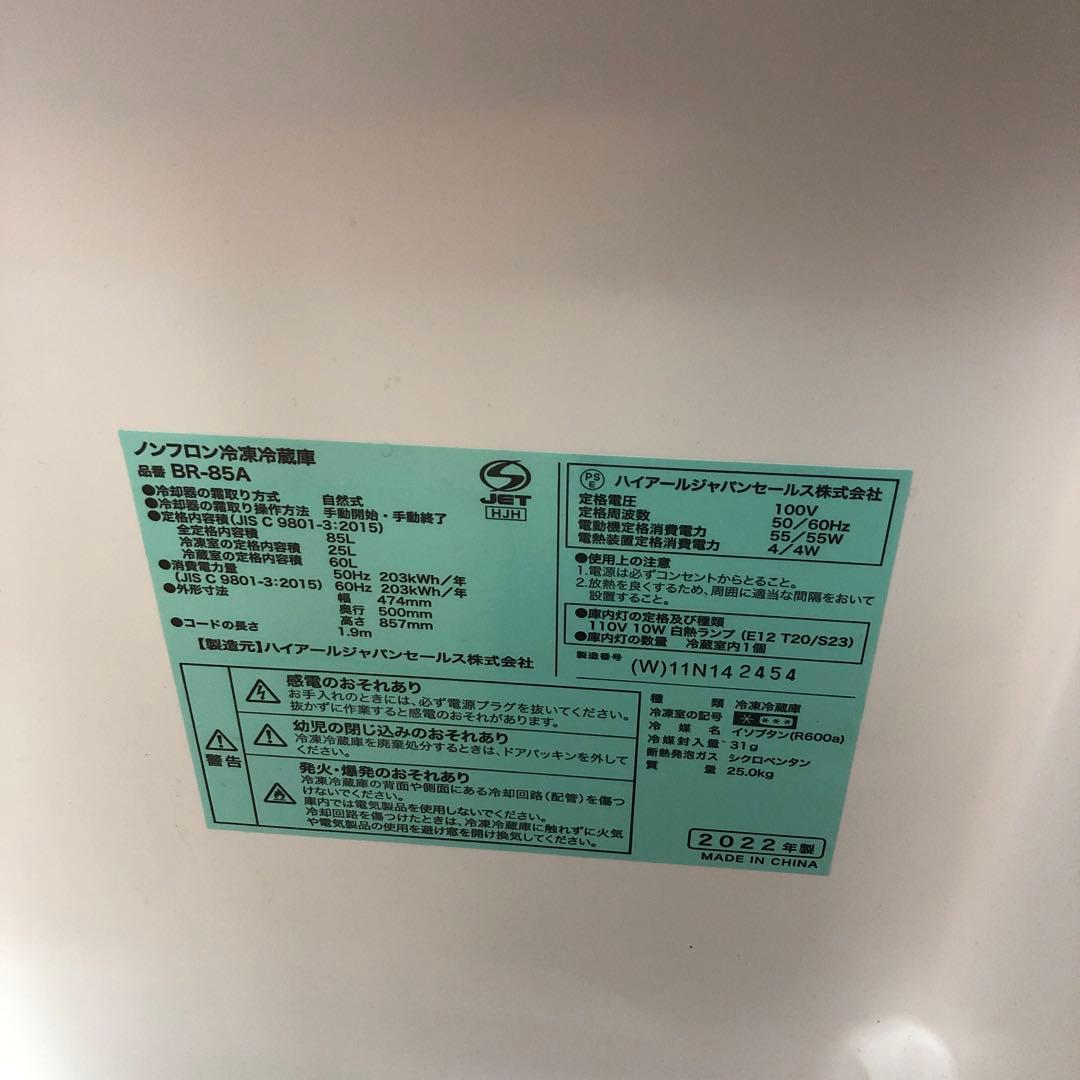 ノンフロン冷凍冷蔵庫
品番 BR-85A
●冷却器の霜取り方式 自然式
●冷却器の霜取り操作方法 手動開始・手動終了
●定格内容積(JIS C 9801-3:2015)
全定格内容積 85L
冷凍室の定格内容積 25L
冷蔵室の定格内容積 60L
●消費電力量 50Hz 203kWh/年
(JIS C 9801-3:2015) 60Hz 203kWh/年
●外形寸法 幅 474mm
奥行 500mm
高さ 857mm
●コードの長さ 1.9m
【製造元】ハイアールジャパンセールス株式会社
JET
HJH
PS
E
ハイアールジャパンセールス株式会社
定格電圧 100V
定格周波数 50/60Hz
電動機定格消費電力 55/55W
電熱装置定格消費電力 4/4W
●使用上の注意
1.電源は必ずコンセントからとること。
2.放熱を良くするため、周囲に適当な間隔をおいて
設置すること。
●庫内灯の定格及び種類
110V 10W 白熱ランプ (E12 T20/S23)
●庫内灯の数量 冷蔵室内1個
製造番号 (W)11N142454
警告
感電のおそれあり
お手入れのときには、必ず電源プラグを抜いてください。
抜かずに作業すると感電のおそれがあります。
幼児の閉じ込みのおそれあり
冷凍冷蔵庫を廃棄処分するときは、ドアパッキンを外して
ください。
発火・爆発のおそれあり
冷凍冷蔵庫の背面や側面にある冷却回路(配管)を傷つ
けないでください。
庫内では電気製品を使用しないでください。
冷却回路を傷つけたときは、冷凍冷蔵庫に触れずに火気
や電気製品の使用を避け窓を開け換気してください。
種類 冷凍冷蔵庫
冷凍室の記号 * ***
冷媒名 イソブタン(R600a)
冷媒封入量 31g
断熱発泡ガス シクロペンタン
質量 25.0kg
2022年製
MADE IN CHINA